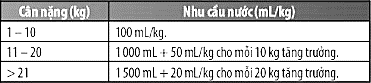 Cân nặng (kg) Nhu cầu nước (mL/kg)
1 – 10 100 mL/kg.
11 – 20 1 000 mL + 50 mL/kg cho mỗi 10 kg tăng trưởng.
> 21 1 500 mL + 20 mL/kg cho mỗi 20 kg tăng trưởng.